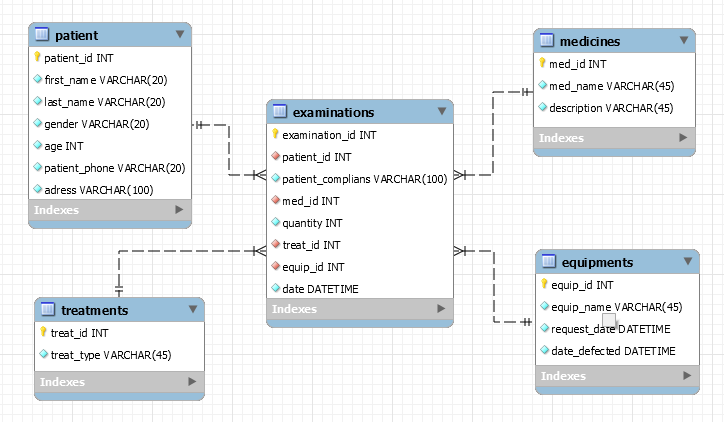 patient
patient_id INT
first_name VARCHAR(20)
last_name VARCHAR(20)
gender VARCHAR(20)
age INT
patient_phone VARCHAR(20)
adress VARCHAR(100)
Indexes
examinations
examination_id INT
patient_id INT
patient_complians VARCHAR(100)
med_id INT
quantity INT
treat_id INT
equip_id INT
date DATETIME
Indexes
medicines
med_id INT
med_name VARCHAR(45)
description VARCHAR(45)
Indexes
treatments
treat_id INT
treat_type VARCHAR(45)
Indexes
equipments
equip_id INT
equip_name VARCHAR(45)
request_date DATETIME
date_defected DATETIME
Indexes